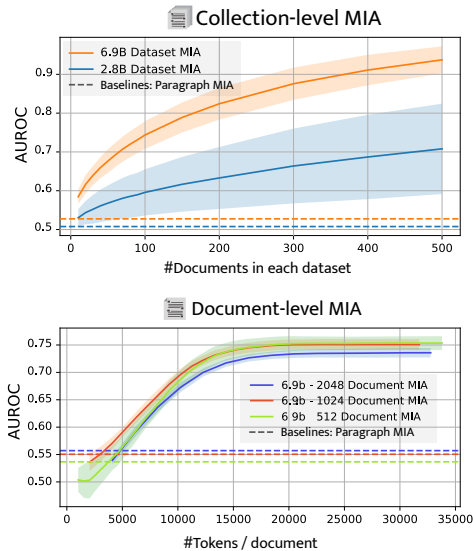 Collection-level MIA
6.9B Dataset MIA
2.8B Dataset MIA
Baselines: Paragraph MIA
AUROC
0.9
0.8
0.7
0.6
0.5
0
100
200
300
400
500
#Documents in each dataset
Document-level MIA
AUROC
0.75
0.70
0.65
0.60
0.55
0.50
6.9b - 2048 Document MIA
6.9b - 1024 Document MIA
6 9b 512 Document MIA
Baselines: Paragraph MIA
0
5000
10000
15000
20000
25000
30000
35000
#Tokens / document